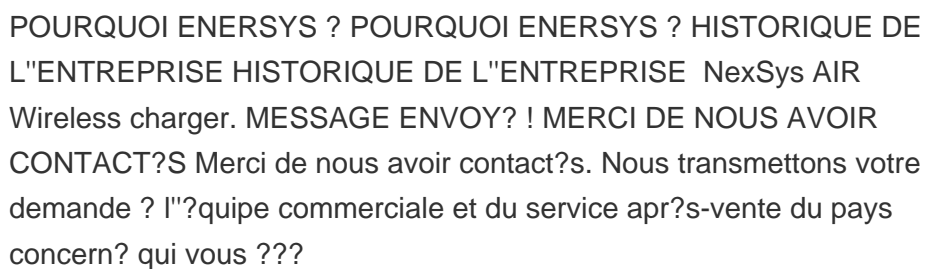 POURQUOI ENERSYS ? POURQUOI ENERSYS ? HISTORIQUE DE
L"ENTREPRISE HISTORIQUE DE L"ENTREPRISE  NexSys AIR
Wireless charger. MESSAGE ENVOY? ! MERCI DE NOUS AVOIR
CONTACT?S Merci de nous avoir contact?s. Nous transmettons votre
demande ? l"?quipe commerciale et du service apr?s-vente du pays
concern? qui vous ???